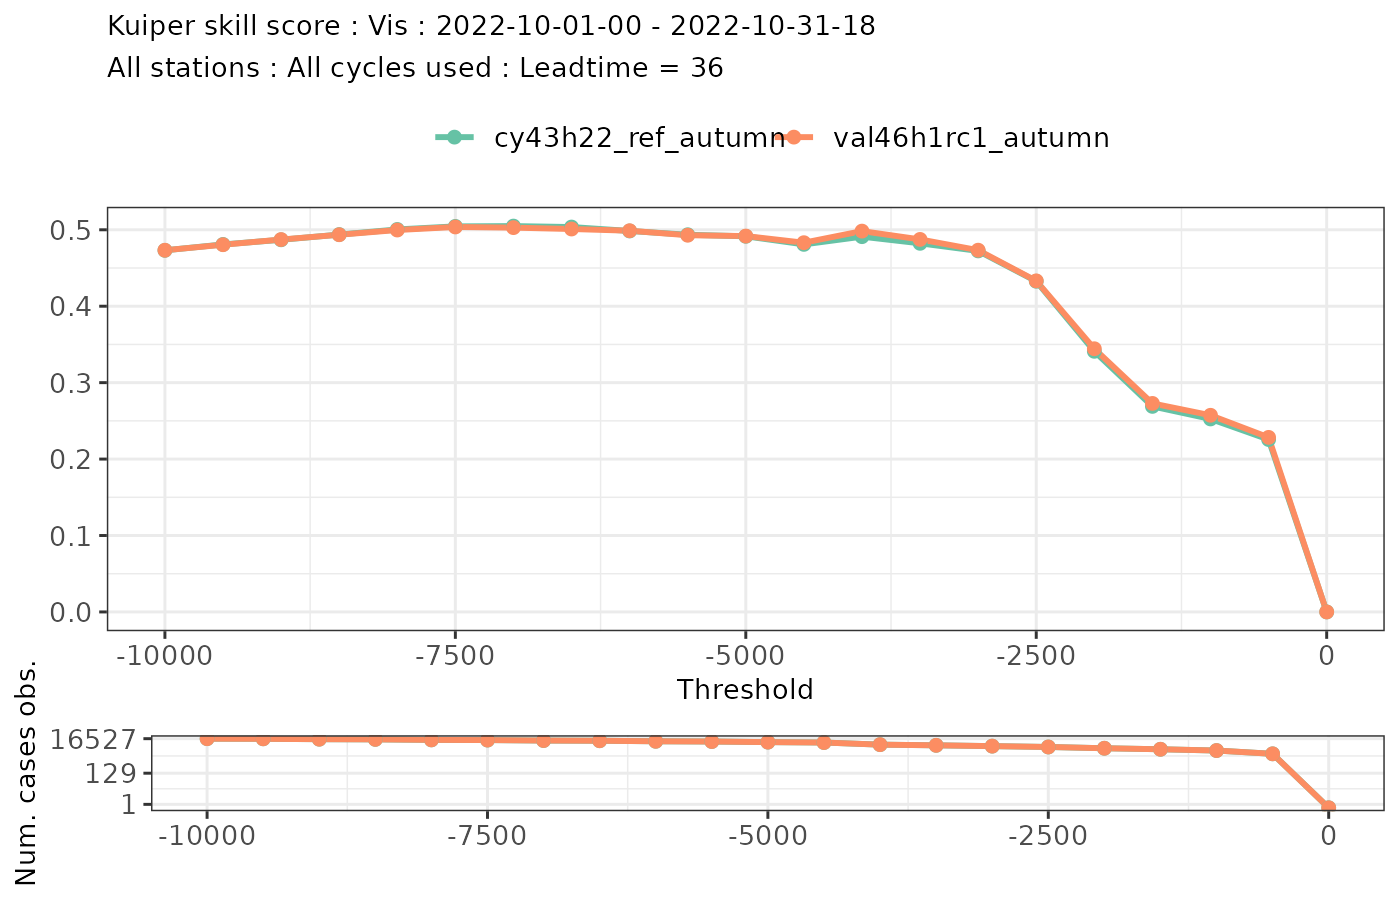 Kuiper skill score : Vis : 2022-10-01-00 - 2022-10-31-18
All stations : All cycles used : Leadtime = 36
cy43h22_ref_autumn val46h1rc1_autumn
0.5
0.4
0.3
0.2
0.1
0.0
-10000 -7500 -5000 -2500 0
Threshold
Num. cases obs.
16527
129
1
-10000 -7500 -5000 -2500 0